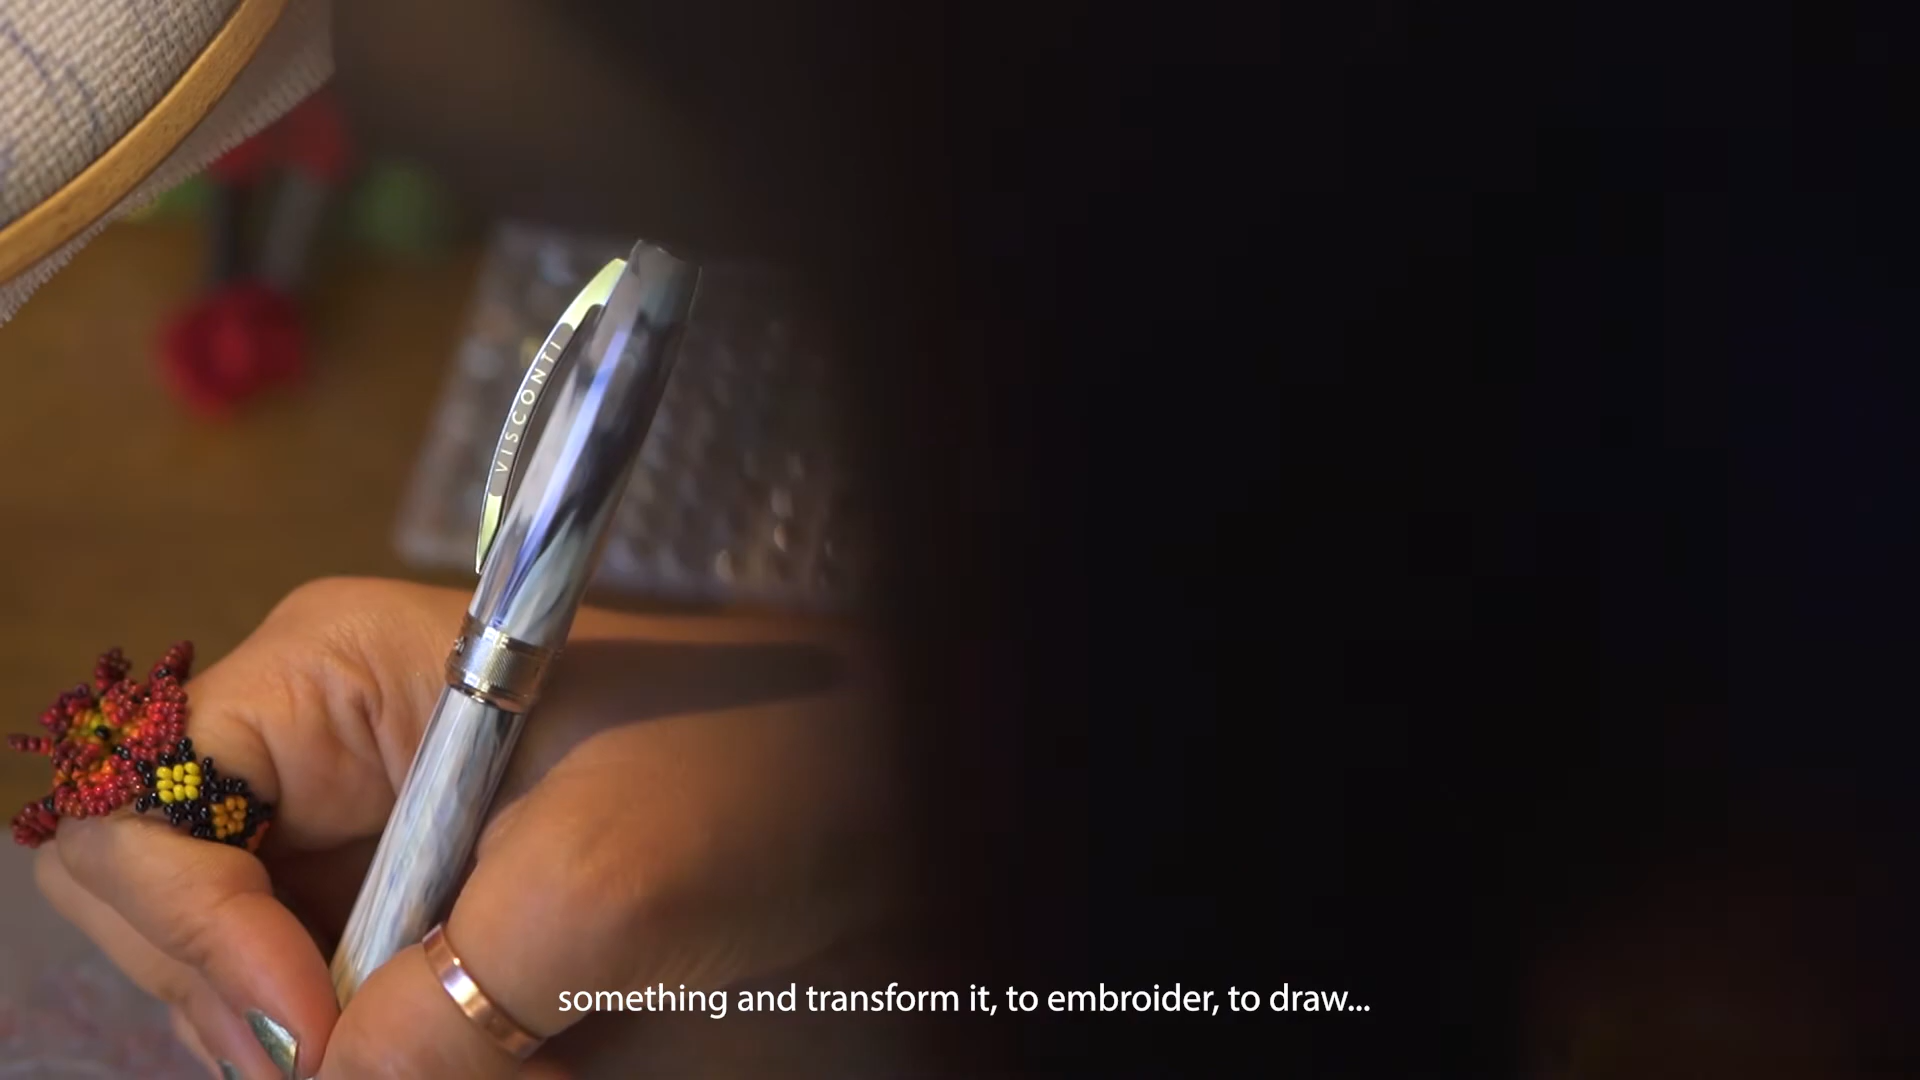 VISCONTI
something and transform it, to embroider, to draw...